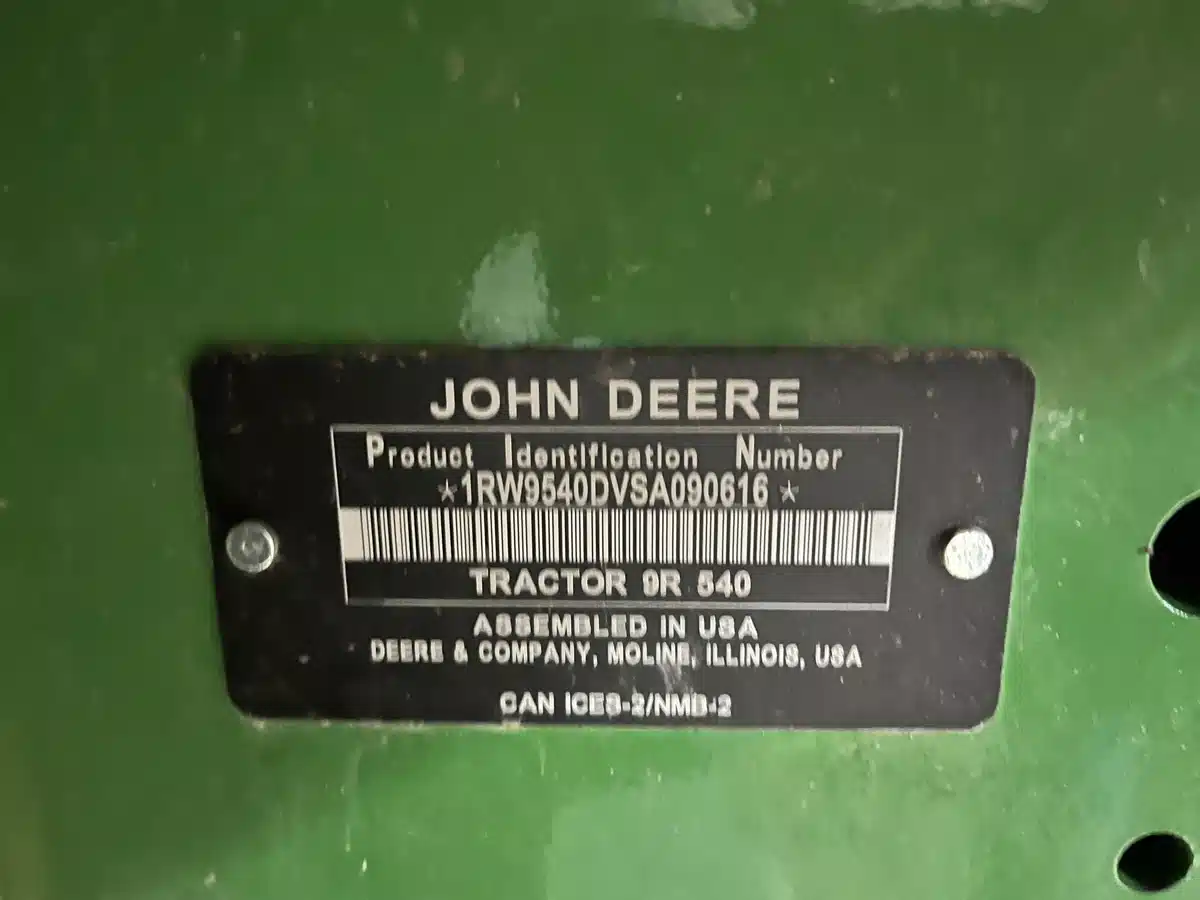 JOHN DEERE
Product Identification Number
*1RW9540DVSA090616*
TRACTOR 9R 540
ASSEMBLED IN USA
DEERE & COMPANY, MOLINE, ILLINOIS, USA
CAN ICES-2/NMB-2